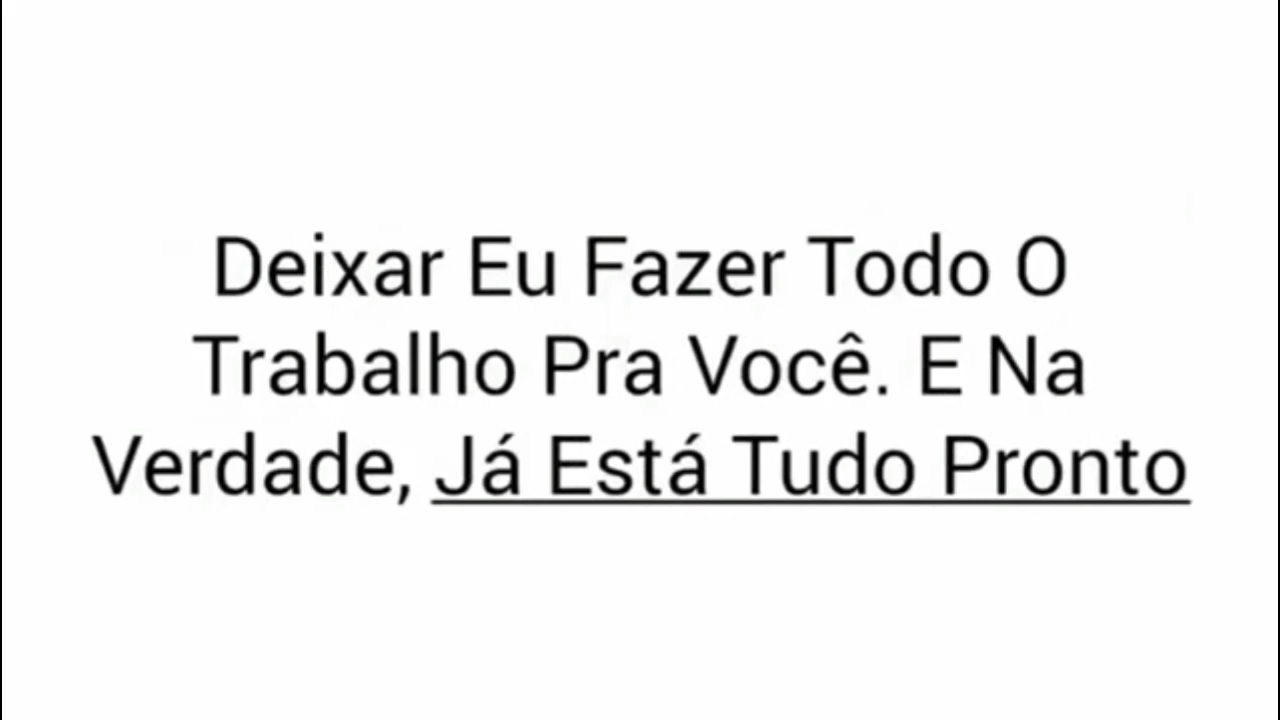 Deixar Eu Fazer Todo O
Trabalho Pra Você. E Na
Verdade, Já Está Tudo Pronto